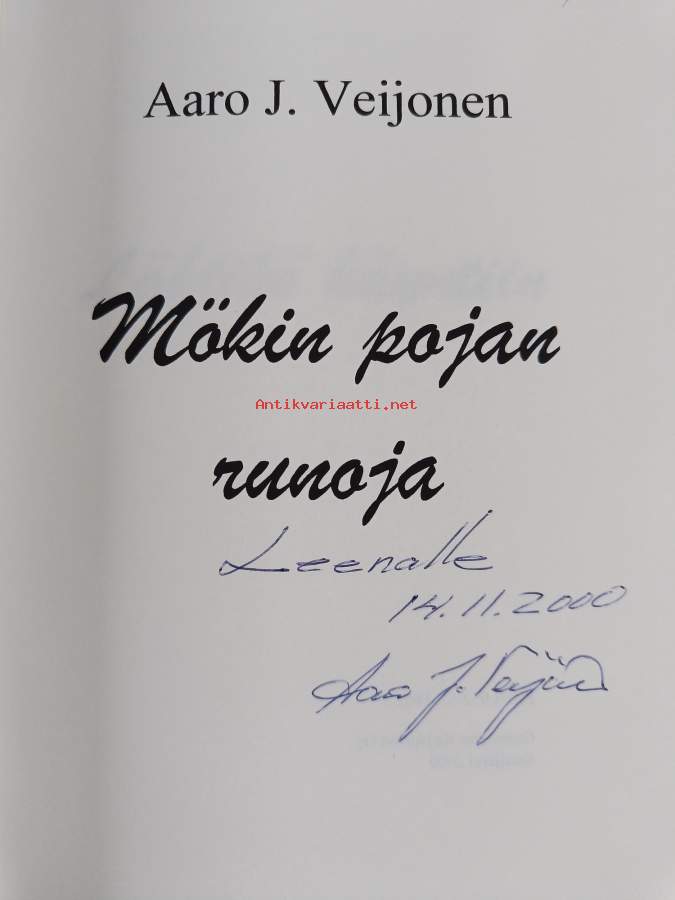 Aaro J. Veijonen
Mökin pojan
Antikvariaatti.net
runoja
Leenalle
14.11.2000
Aaro J. Veijonen